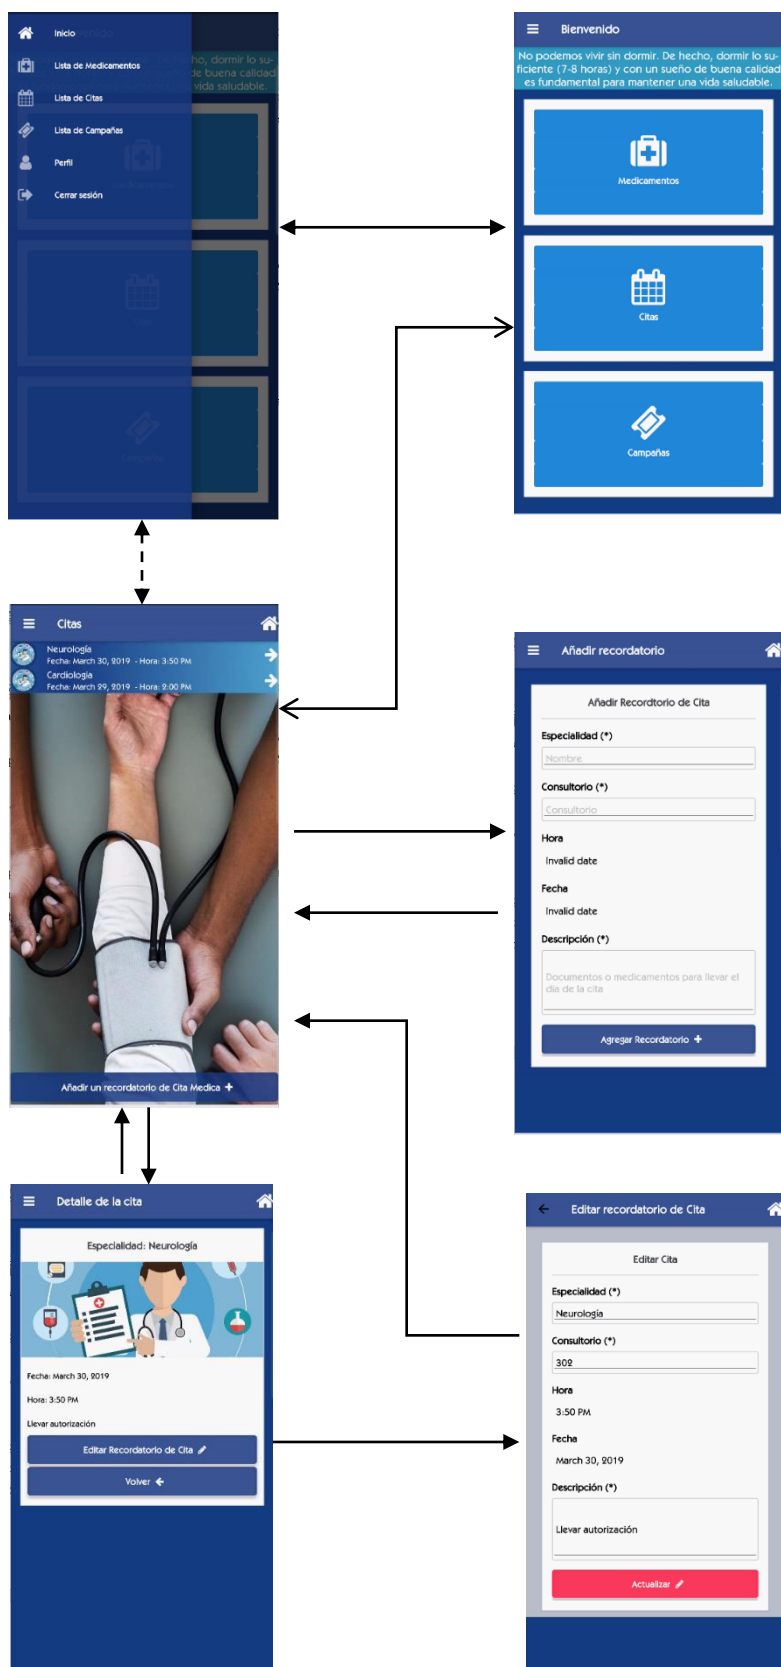 Inicio
Lista de Medicamentos
Lista de Citas
Lista de Campañas
Perfil
Cerrar sesión
Bienvenido
No podemos vivir sin dormir. De hecho, dormir lo su-
ficiente (7-8 horas) y con un sueño de buena calidad
es fundamental para mantener una vida saludable.
Medicamentos
Citas
Campañas
Citas
Neurología
Fecha: March 30, 2019 - Hora: 3:50 PM
Cardiología
Fecha: March 29, 2019 - Hora: 2:00 PM
Añadir un recordatorio de Cita Medica +
Añadir recordatorio
Añadir Recordtorio de Cita
Especialidad (*)
Nombre
Consultorio (*)
Consultorio
Hora
Invalid date
Fecha
Invalid date
Descripción (*)
Documentos o medicamentos para llevar el
día de la cita
Agregar Recordatorio +
Detalle de la cita
Especialidad: Neurología
Fecha: March 30, 2019
Hora: 3:50 PM
Llevar autorización
Editar Recordatorio de Cita
Volver
Editar recordatorio de Cita
Editar Cita
Especialidad (*)
Neurología
Consultorio (*)
302
Hora
3:50 PM
Fecha
March 30, 2019
Descripción (*)
Llevar autorización
Actualizar